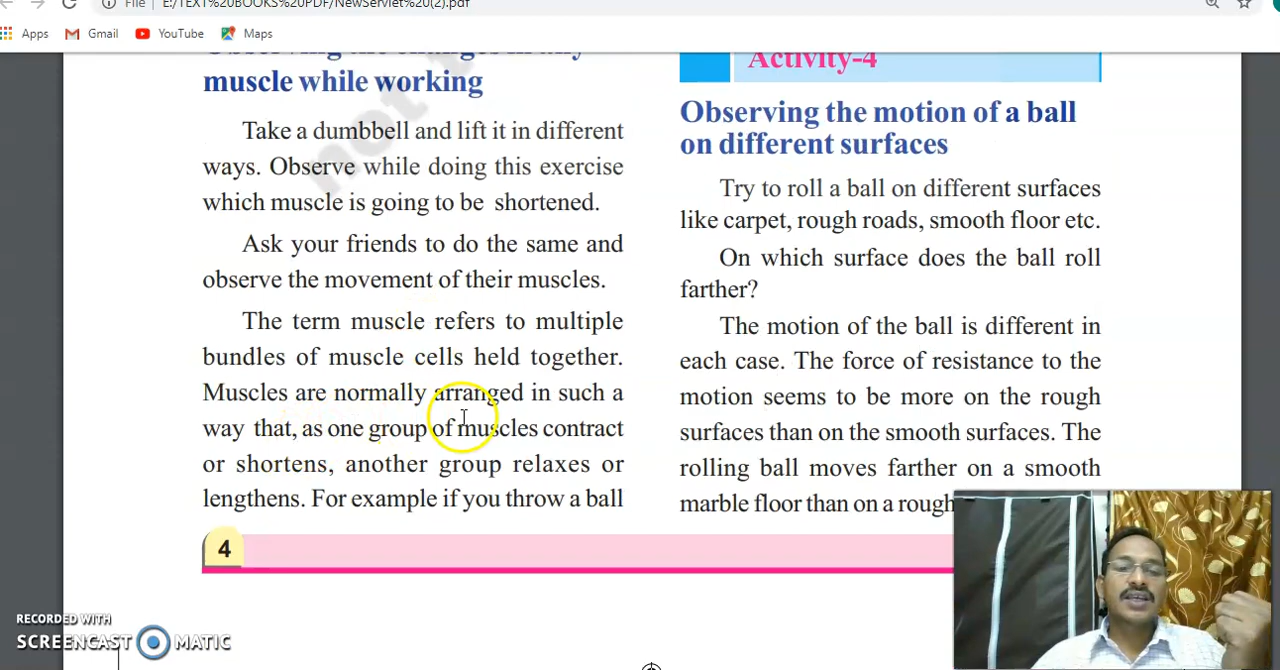 File E:/TEXT%20BOOKS%20PDF/NewServlet%20(2).pdf
Apps Gmail YouTube Maps
Observing the changes in any
muscle while working
Take a dumbbell and lift it in different
ways. Observe while doing this exercise
which muscle is going to be shortened.
Ask your friends to do the same and
observe the movement of their muscles.
The term muscle refers to multiple
bundles of muscle cells held together.
Muscles are normally arranged in such a
way that, as one group of muscles contract
or shortens, another group relaxes or
lengthens. For example if you throw a ball
4
Activity-4
Observing the motion of a ball
on different surfaces
Try to roll a ball on different surfaces
like carpet, rough roads, smooth floor etc.
On which surface does the ball roll
farther?
The motion of the ball is different in
each case. The force of resistance to the
motion seems to be more on the rough
surfaces than on the smooth surfaces. The
rolling ball moves farther on a smooth
marble floor than on a rough
not
RECORDED WITH
SCREENCAST MATIC